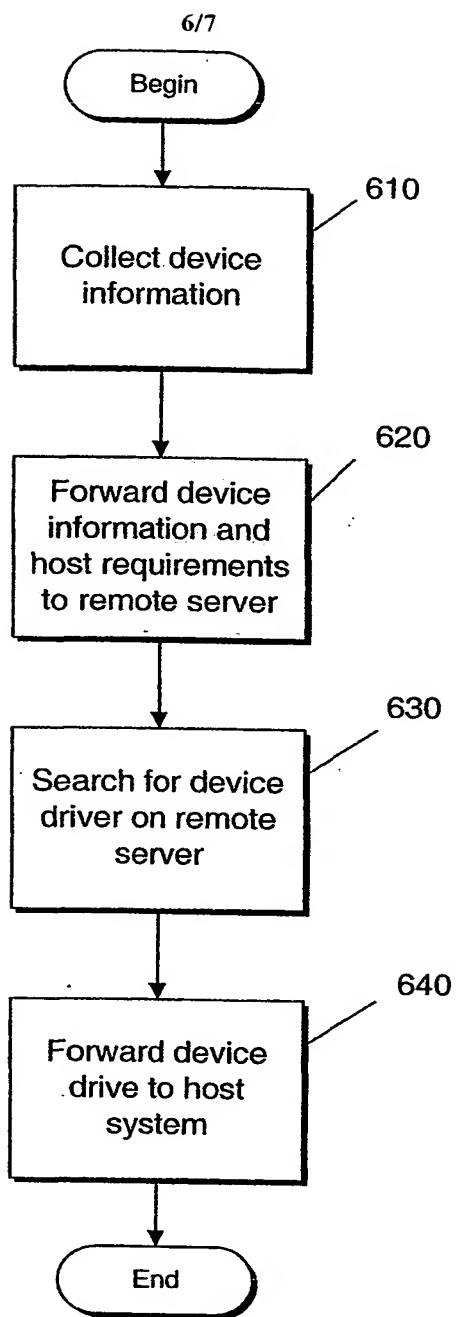 6/7
Begin
610
Collect device
information
620
Forward device
information and
host requirements
to remote server
630
Search for device
driver on remote
server
640
Forward device
drive to host
system
End